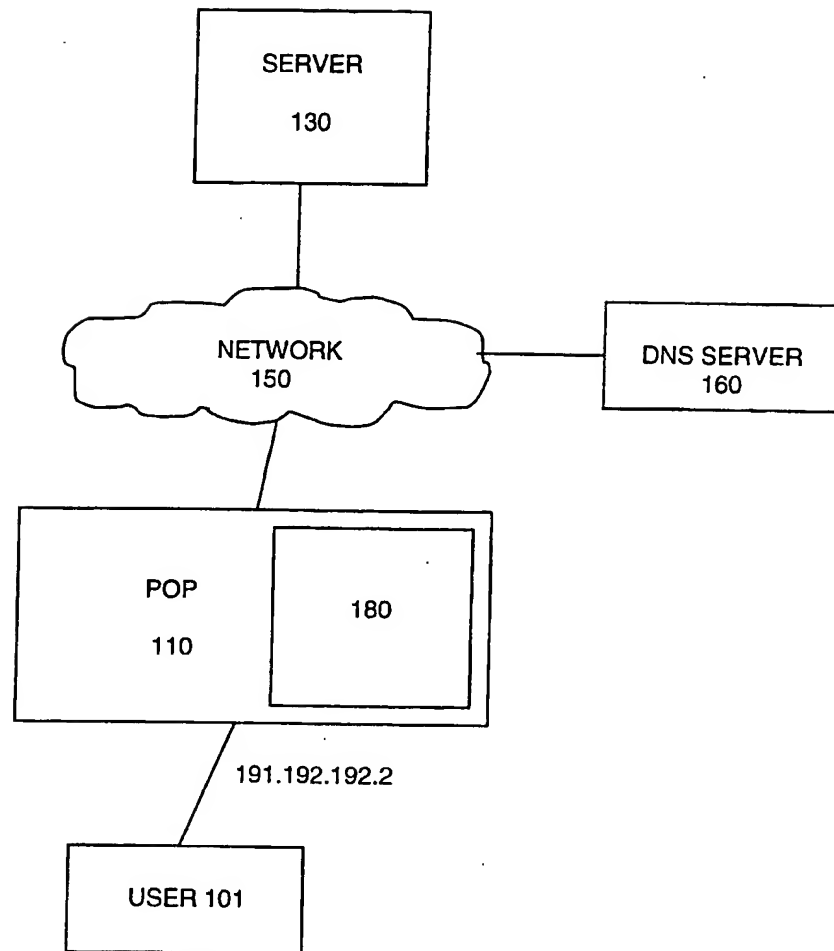 SERVER
130
NETWORK
150
DNS SERVER
160
POP
110
180
191.192.192.2
USER 101